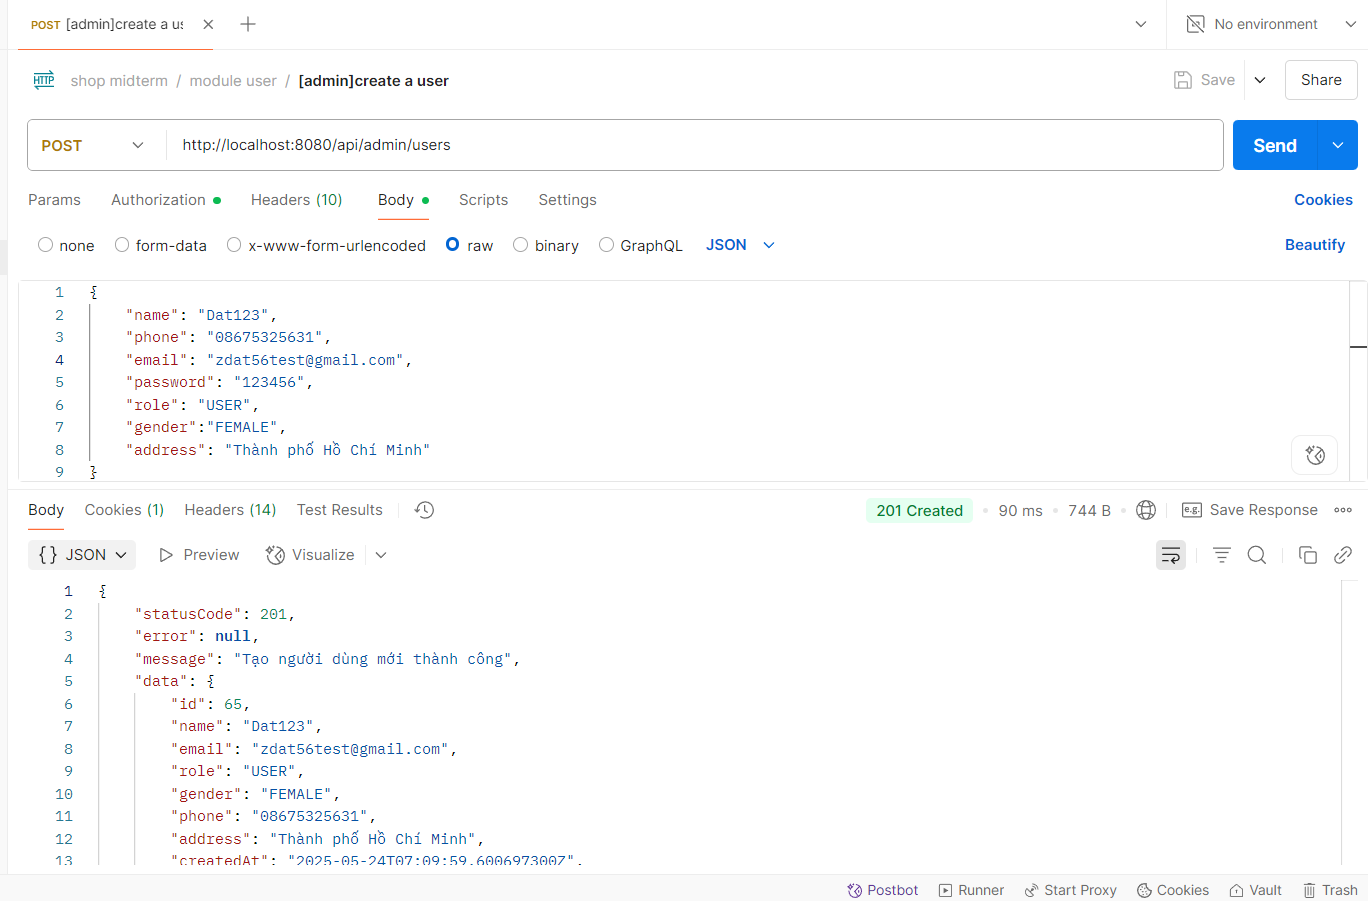 POST [admin]create a us
No environment
HTTP shop midterm / module user / [admin]create a user
Save
Share
POST
http://localhost:8080/api/admin/users
Send
Params Authorization Headers (10) Body Scripts Settings
Cookies
none form-data x-www-form-urlencoded raw binary GraphQL JSON
Beautify
1 {
2 "name": "Dat123",
3 "phone": "08675325631",
4 "email": "zdat56test@gmail.com",
5 "password": "123456",
6 "role": "USER",
7 "gender":"FEMALE",
8 "address": "Thành phố Hồ Chí Minh"
9 }
Body Cookies (1) Headers (14) Test Results
201 Created 90 ms 744 B e.g. Save Response
{} JSON Preview Visualize
1 {
2 "statusCode": 201,
3 "error": null,
4 "message": "Tạo người dùng mới thành công",
5 "data": {
6 "id": 65,
7 "name": "Dat123",
8 "email": "zdat56test@gmail.com",
9 "role": "USER",
10 "gender": "FEMALE",
11 "phone": "08675325631",
12 "address": "Thành phố Hồ Chí Minh",
13 "createdAt": "2025-05-24T07:09:59.600697300Z",
Postbot Runner Start Proxy Cookies Vault Trash